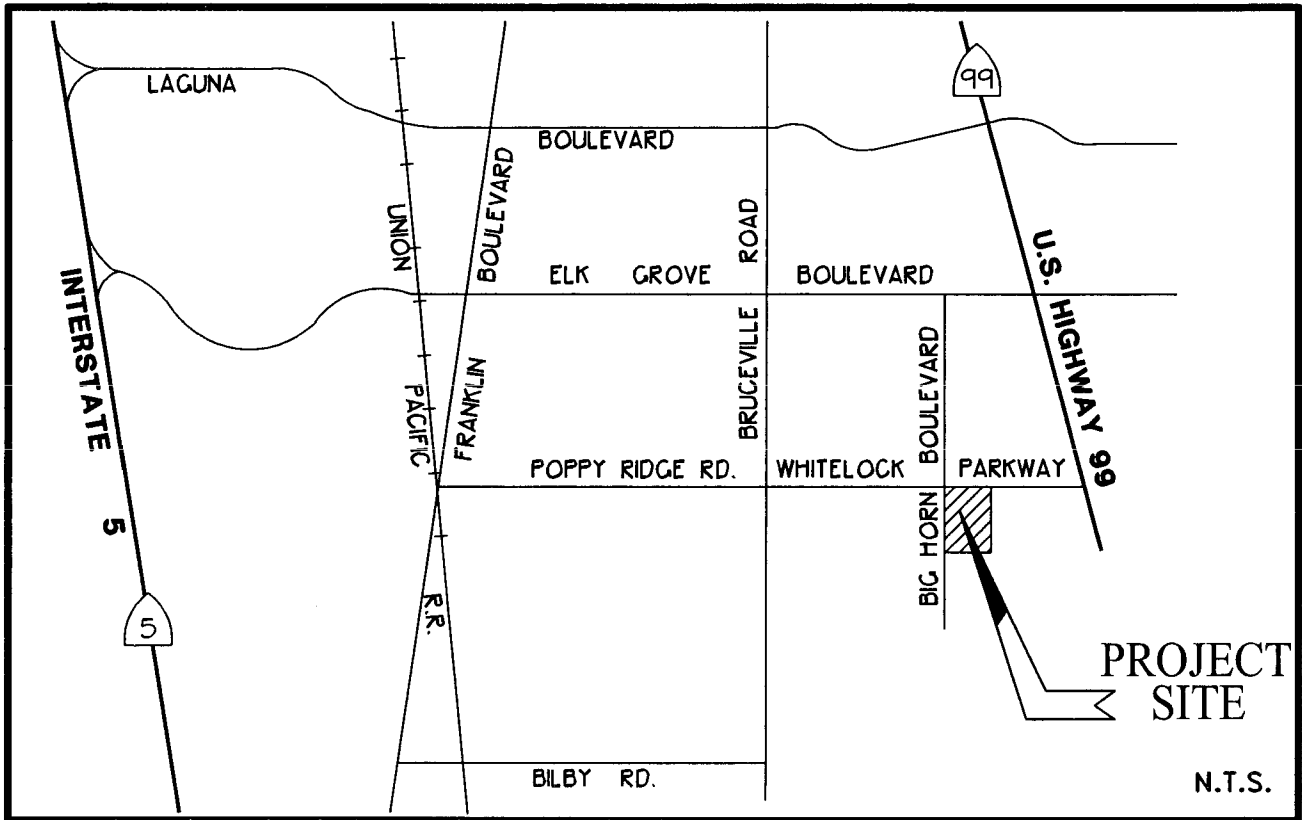 LAGUNA
BOULEVARD
99
UNION
PACIFIC
R.R.
FRANKLIN
BOULEVARD
BRUCEVILLE
ROAD
ELK GROVE BOULEVARD
U.S. HIGHWAY 99
INTERSTATE 5
5
POPPY RIDGE RD.
WHITELOCK PARKWAY
BIG HORN
BOULEVARD
PROJECT
SITE
BILBY RD.
N.T.S.